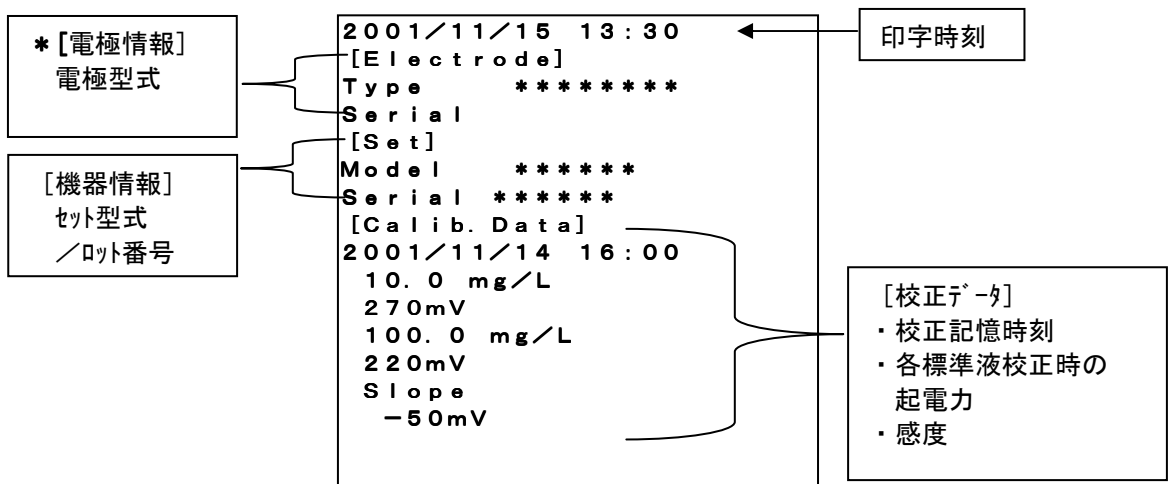 *[電極情報]
電極型式
[機器情報]
ｾｯﾄ型式
／ﾛｯﾄ番号
2001／11／15 13：30
[Electrode]
Type ********
Serial
[Set]
Model ******
Serial ******
[Calib. Data]
2001／11／14 16：00
10. 0 mg／L
270mV
100. 0 mg／L
220mV
Slope
－50mV
印字時刻
[校正ﾃﾞｰﾀ]
・校正記憶時刻
・各標準液校正時の
起電力
・感度